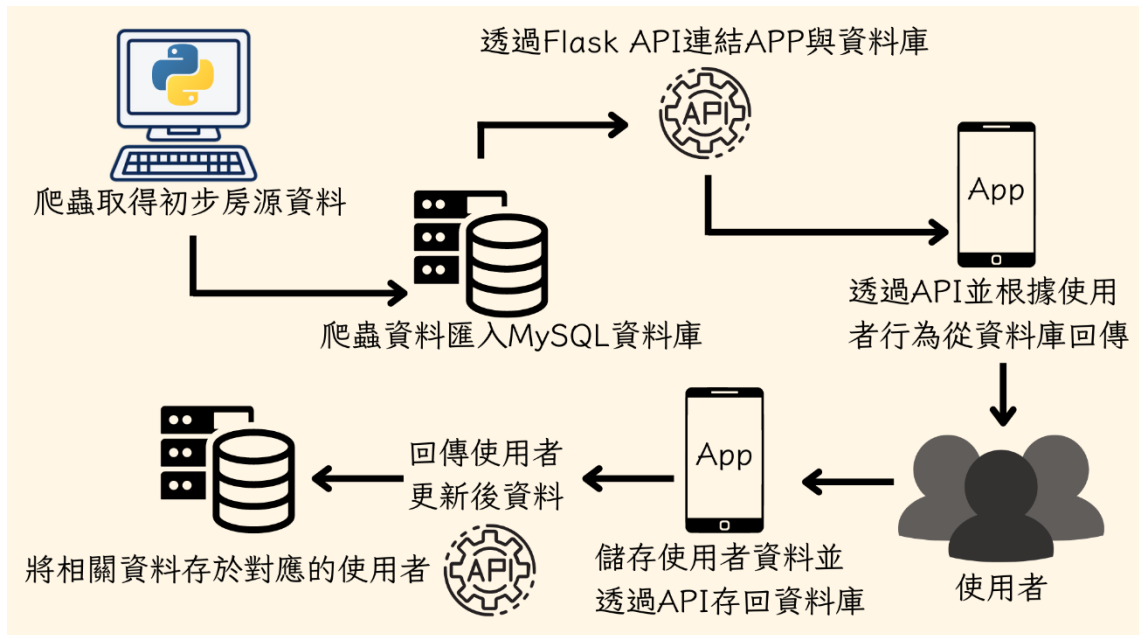 透過Flask API連結APP與資料庫
API
爬蟲取得初步房源資料
App
爬蟲資料匯入MySQL資料庫
透過API並根據使用
者行為從資料庫回傳
App
回傳使用者
更新後資料
將相關資料存於對應的使用者
API
儲存使用者資料並
透過API存回資料庫
使用者